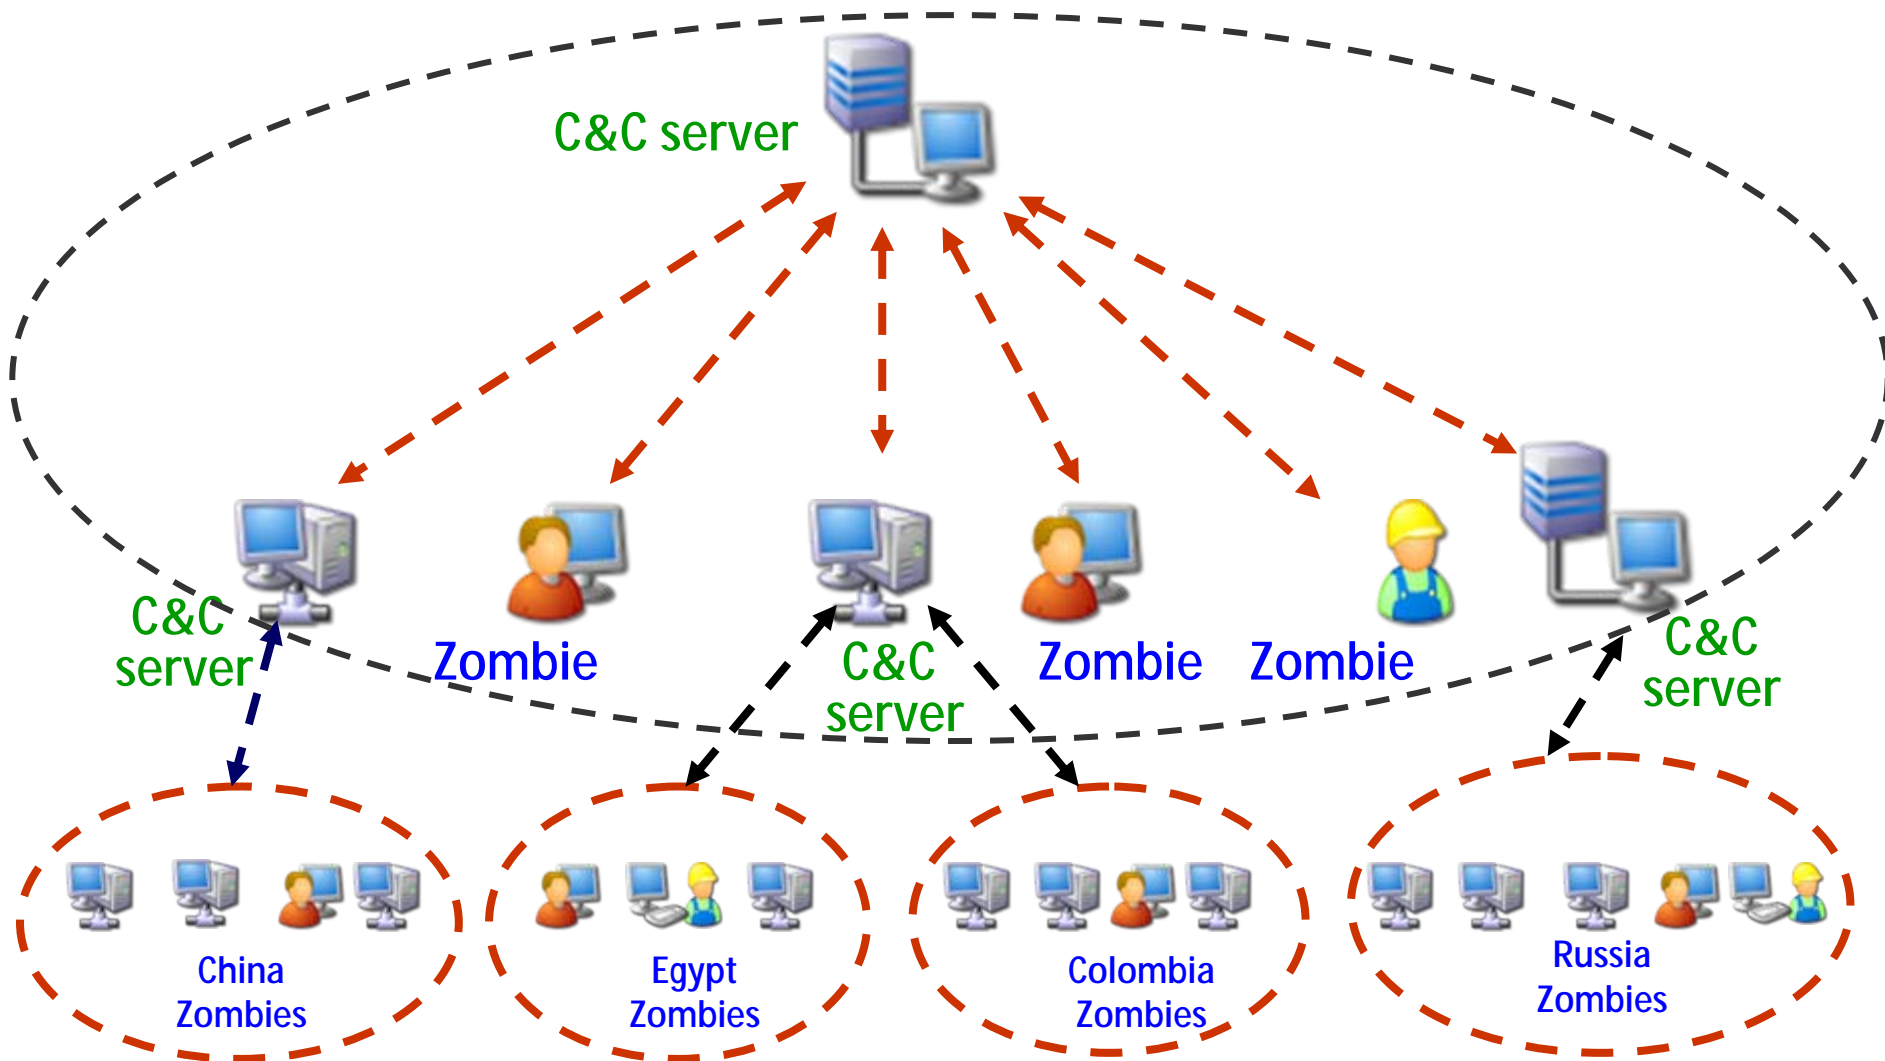 C&C server
C&C
server
Zombie
C&C
server
Zombie
Zombie
C&C
server
China
Zombies
Egypt
Zombies
Colombia
Zombies
Russia
Zombies